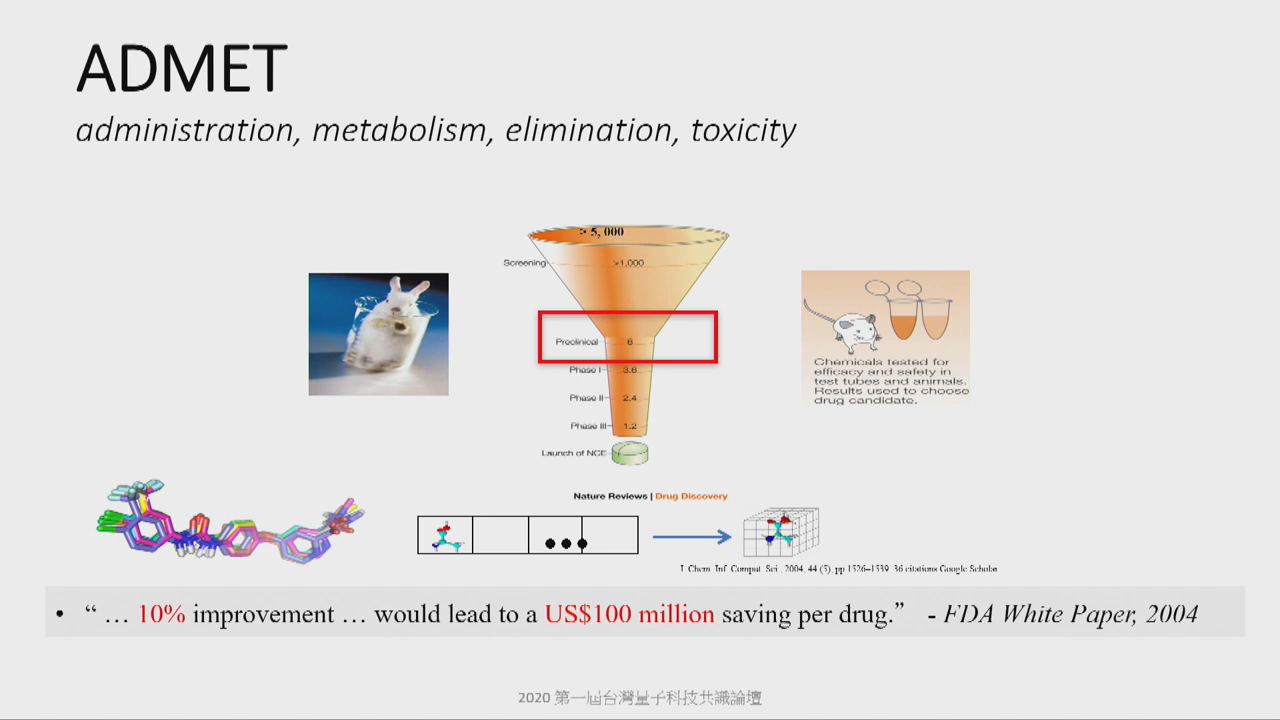 ADMET
administration, metabolism, elimination, toxicity
> 5, 000
Screening >1,000
Preclinical 6
Phase I 3.6
Phase II 2.4
Phase III 1.2
Launch of NCE
Chemicals tested for
efficacy and safety in
test tubes and animals.
Results used to choose
drug candidate.
Nature Reviews | Drug Discovery
J. Chem. Inf. Comput. Sci., 2004, 44 (5), pp 1526–1539. 36 citations Google Scholar
• “ … 10% improvement … would lead to a US$100 million saving per drug.” - FDA White Paper, 2004
2020 第一屆台灣量子科技共識論壇